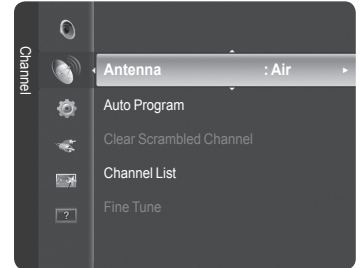 Channel
Antenna : Air
Auto Program
Clear Scrambled Channel
Channel List
Fine Tune
?